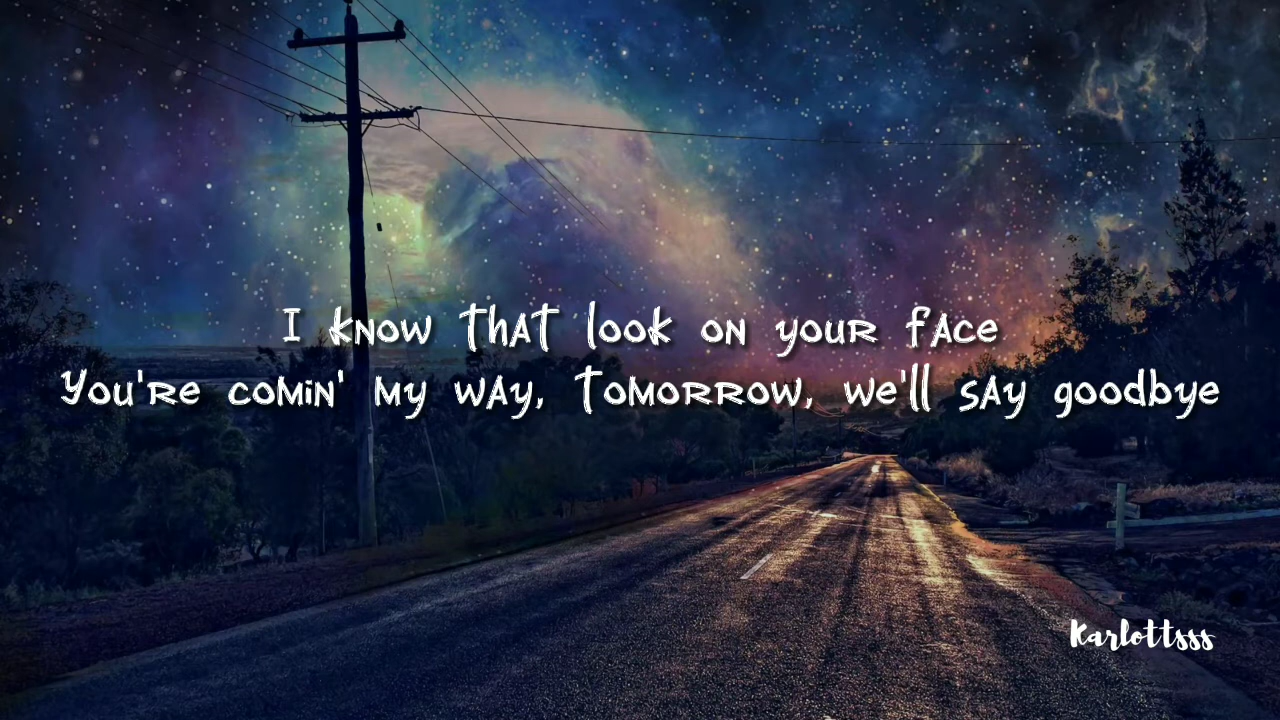 I know that look on your face
You're comin' my way, tomorrow, we'll say goodbye
Karlottsss